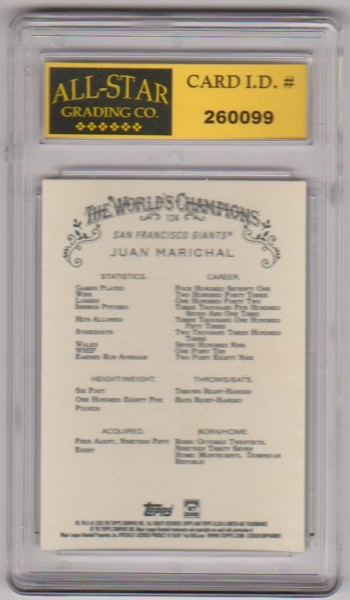 ALL-STAR
GRADING CO.
CARD I.D. #
260099
THE WORLD'S CHAMPIONS
124
SAN FRANCISCO GIANTS
JUAN MARICHAL
STATISTICS. CAREER.
GAMES PLAYED FOUR HUNDRED SEVENTY ONE
WINS TWO HUNDRED FORTY THREE
LOSSES ONE HUNDRED FORTY TWO
INNINGS PITCHED THREE THOUSAND FIVE HUNDRED
SEVEN AND ONE THIRD
HITS ALLOWED THREE THOUSAND ONE HUNDRED
FIFTY THREE
STRIKEOUTS TWO THOUSAND THREE HUNDRED
THREE
WALKS SEVEN HUNDRED NINE
WHIP ONE POINT TEN
EARNED RUN AVERAGE TWO POINT EIGHTY NINE
HEIGHT/WEIGHT. THROWS/BATS.
SIX FOOT THROWS RIGHT-HANDED
ONE HUNDRED EIGHTY FIVE BATS RIGHT-HANDED
POUNDS
ACQUIRED. BORN/HOME.
FREE AGENT, NINETEEN FIFTY BORN: OCTOBER TWENTIETH,
EIGHT NINETEEN THIRTY SEVEN
HOME: MONTECRISTI, DOMINICAN
REPUBLIC
TOPPS